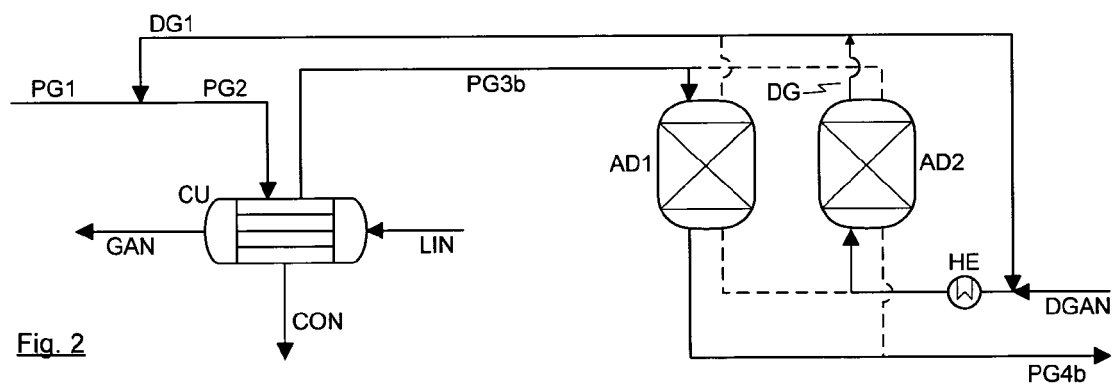 DG1
PG1
PG2
PG3b
DG
AD1
AD2
CU
GAN
LIN
HE
DGAN
CON
Fig. 2
PG4b